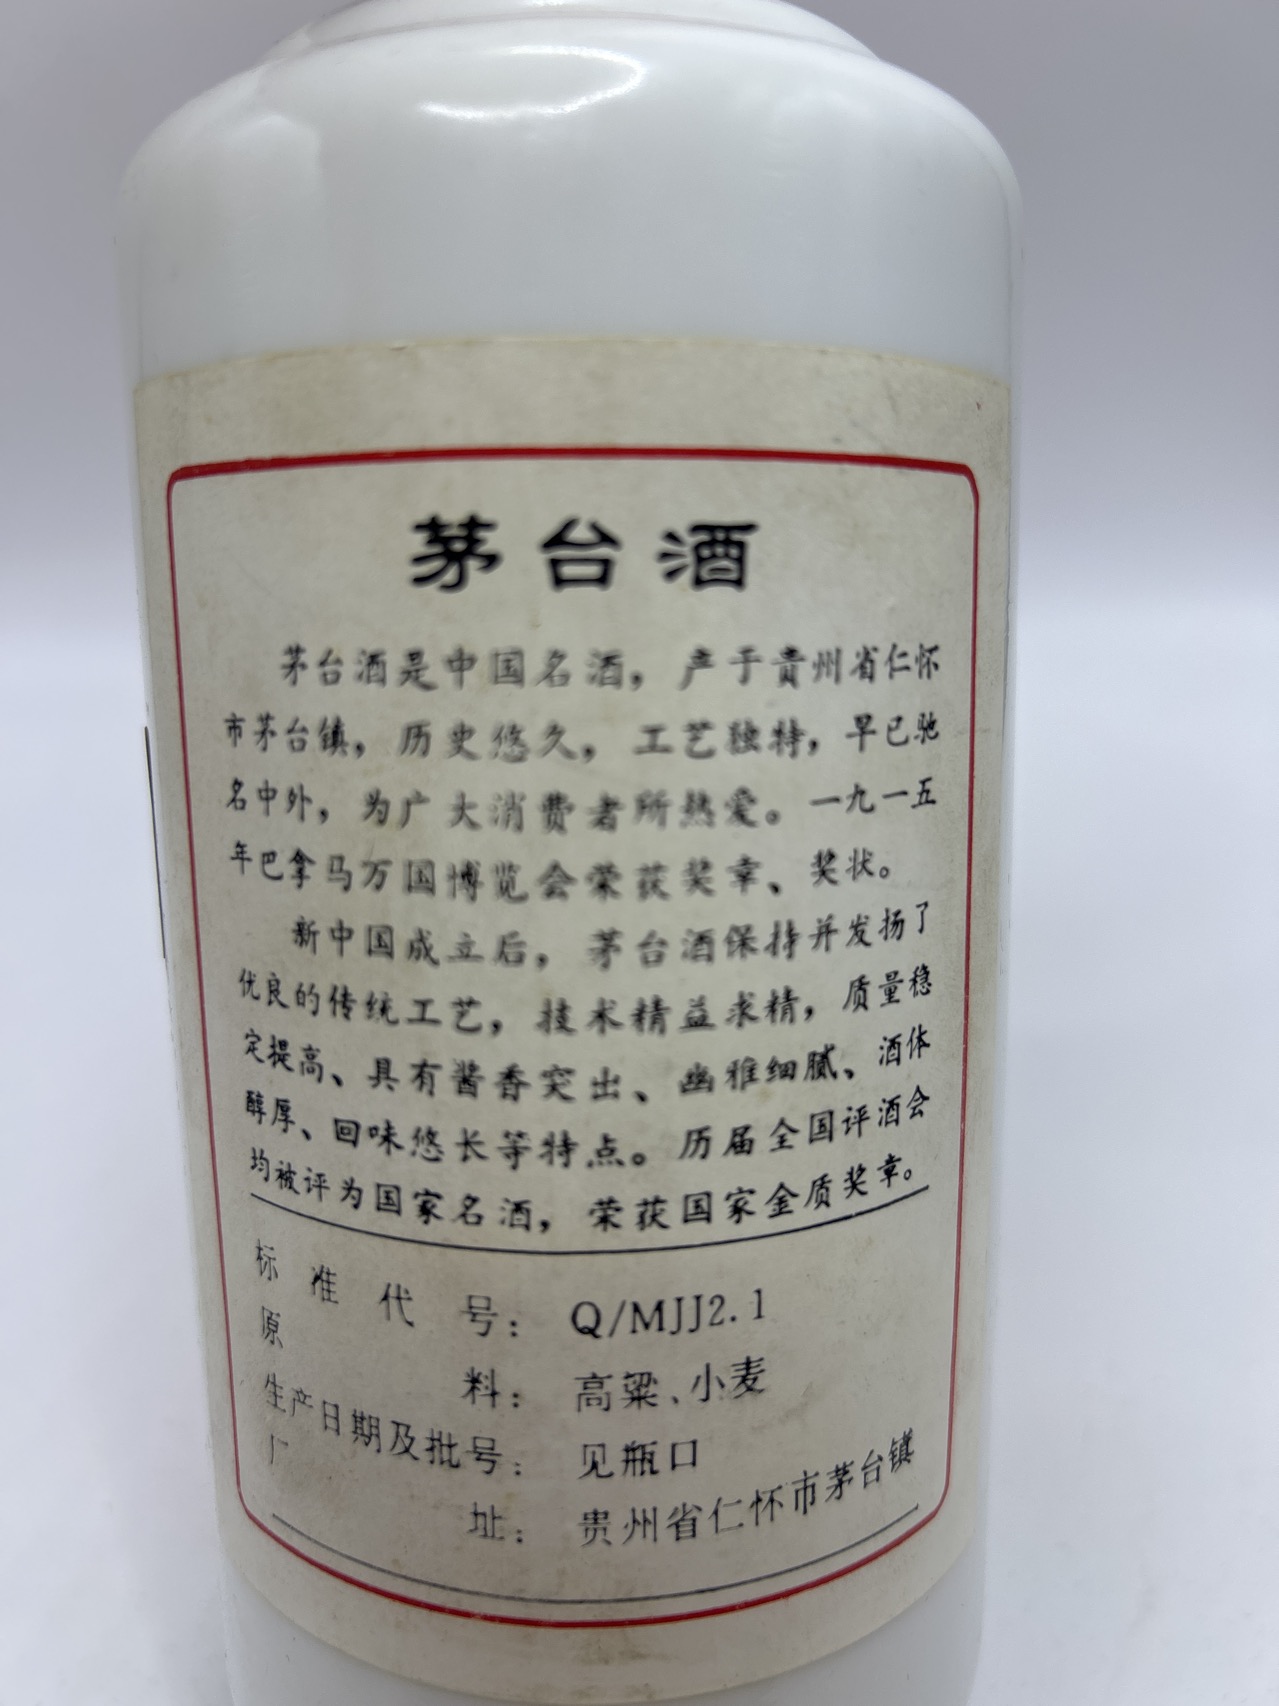 茅台酒
茅台酒是中国名酒，产于贵州省仁怀
市茅台镇，历史悠久，工艺独特，早已驰
名中外，为广大消费者所热爱。一九一五
年巴拿马万国博览会荣获奖章、奖状。
新中国成立后，茅台酒保持并发扬了
优良的传统工艺，技术精益求精，质量稳
定提高、具有酱香突出、幽雅细腻、酒体
醇厚、回味悠长等特点。历届全国评酒会
均被评为国家名酒，荣获国家金质奖章。
标准代号：Q/MJJ2.1
原料：高粱、小麦
生产日期及批号：见瓶口
厂址：贵州省仁怀市茅台镇